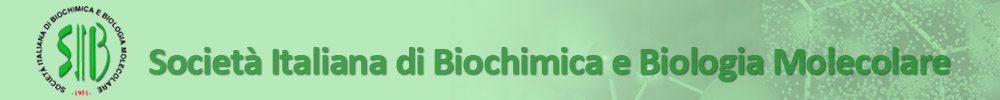 SOCIETÀ ITALIANA DI BIOCHIMICA E BIOLOGIA MOLECOLARE
SIB
-1951-
Società Italiana di Biochimica e Biologia Molecolare